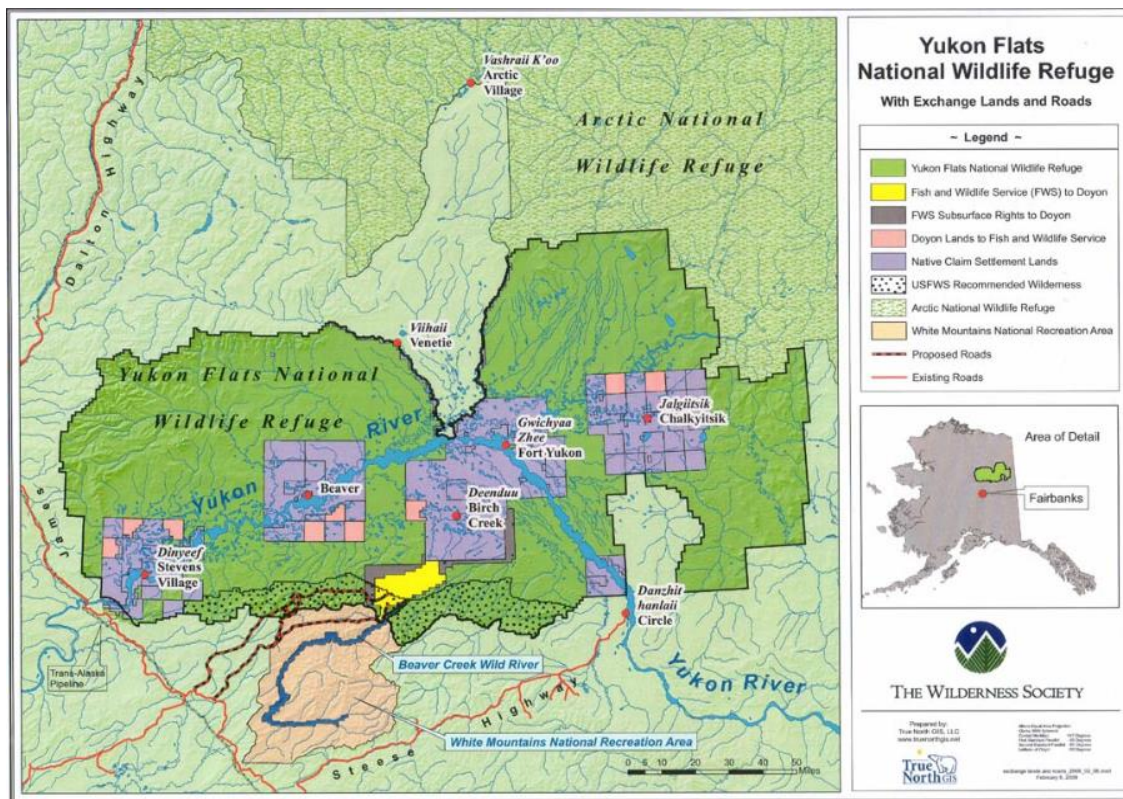 Vashraii K'oo
Arctic
Village
Arctic National
Wildlife Refuge
Dalton Highway
Viihaii
Venetie
Yukon Flats National
Wildlife Refuge
Yukon River
Jalgiitsik
Chalkyitsik
Gwichyaa
Zhee
Fort Yukon
Beaver
Deenduu
Birch
Creek
Dinyeef
Stevens
Village
James
Danzhit
hanlaii
Circle
Trans-Alaska
Pipeline
Beaver Creek Wild River
Yukon River
White Mountains National Recreation Area
Steese Highway
0 5 10 20 30 40 50
Miles
Yukon Flats
National Wildlife Refuge
With Exchange Lands and Roads
~ Legend ~
Yukon Flats National Wildlife Refuge
Fish and Wildlife Service (FWS) to Doyon
FWS Subsurface Rights to Doyon
Doyon Lands to Fish and Wildlife Service
Native Claim Settlement Lands
USFWS Recommended Wilderness
Arctic National Wildlife Refuge
White Mountains National Recreation Area
Proposed Roads
Existing Roads
Area of Detail
Fairbanks
THE WILDERNESS SOCIETY
Prepared by:
True North GIS, LLC
www.truenorthgis.net
True
North GIS